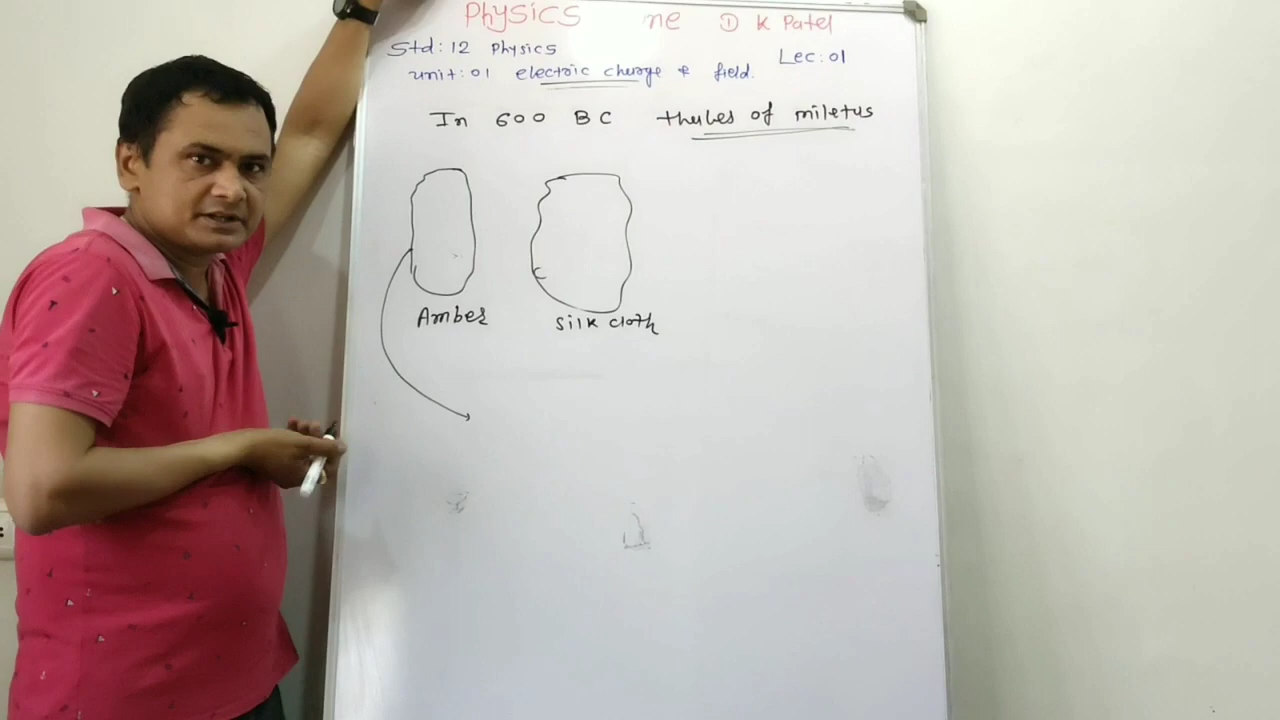 Physics ne D K Patel
Std: 12 Physics
Lec: 01
unit: 01 electric charge & field.
In 600 BC thales of miletus
Amber
Silk cloth